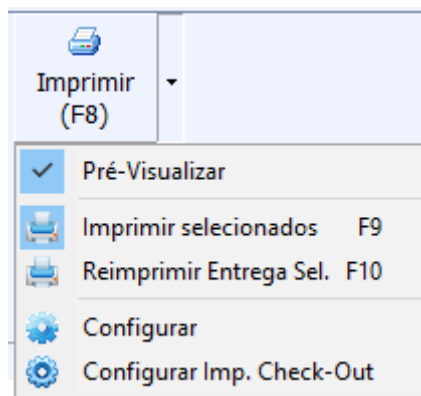 Imprimir
(F8)
Pré-Visualizar
Imprimir selecionados F9
Reimprimir Entrega Sel. F10
Configurar
Configurar Imp. Check-Out